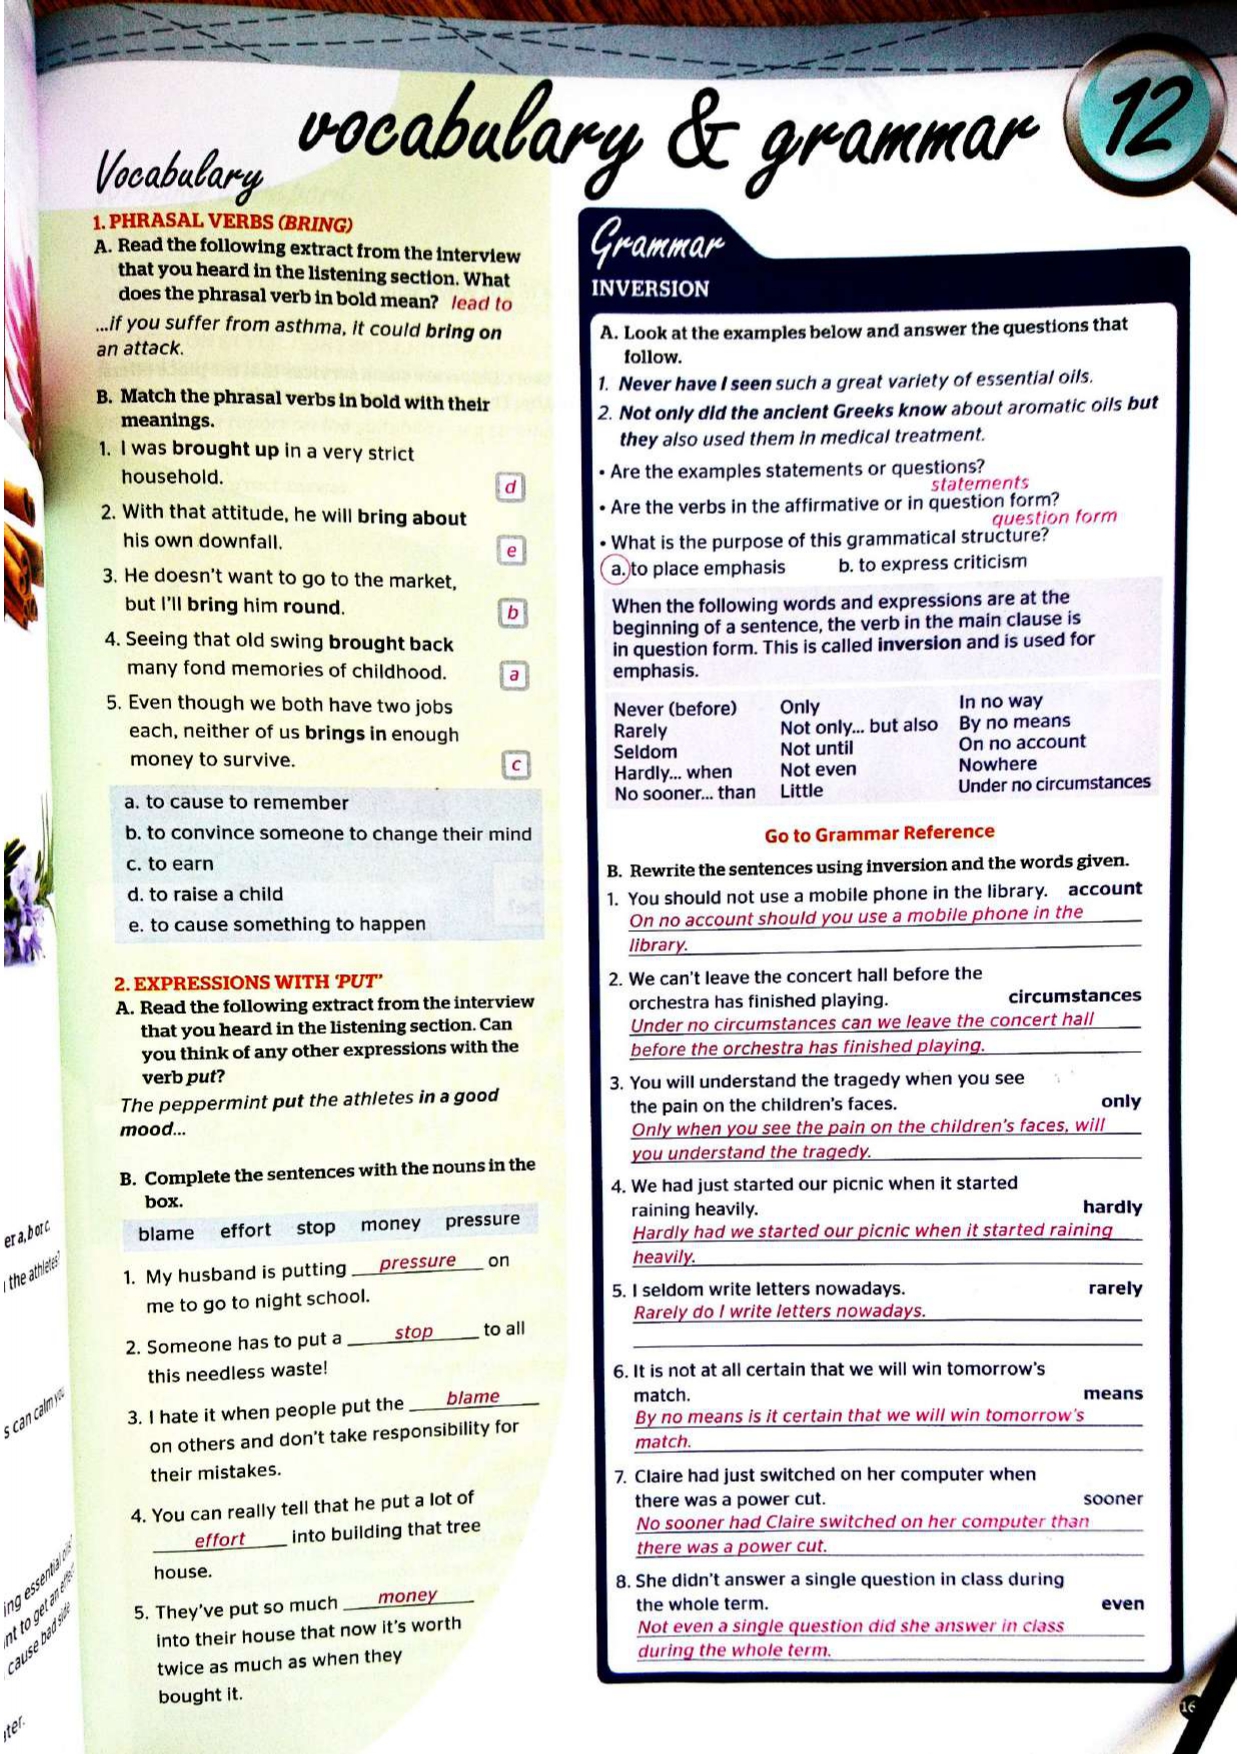 vocabulary & grammar 12
Vocabulary
1. PHRASAL VERBS (BRING)
A. Read the following extract from the interview
that you heard in the listening section. What
does the phrasal verb in bold mean? lead to
...if you suffer from asthma, it could bring on
an attack.
B. Match the phrasal verbs in bold with their
meanings.
1. I was brought up in a very strict
household. d
2. With that attitude, he will bring about
his own downfall. e
3. He doesn't want to go to the market,
but I'll bring him round. b
4. Seeing that old swing brought back
many fond memories of childhood. a
5. Even though we both have two jobs
each, neither of us brings in enough
money to survive. c
a. to cause to remember
b. to convince someone to change their mind
c. to earn
d. to raise a child
e. to cause something to happen
2. EXPRESSIONS WITH 'PUT'
A. Read the following extract from the interview
that you heard in the listening section. Can
you think of any other expressions with the
verb put?
The peppermint put the athletes in a good
mood...
B. Complete the sentences with the nouns in the
box.
blame effort stop money pressure
1. My husband is putting pressure on
me to go to night school.
2. Someone has to put a stop to all
this needless waste!
3. I hate it when people put the blame
on others and don't take responsibility for
their mistakes.
4. You can really tell that he put a lot of
effort into building that tree
house.
5. They've put so much money
into their house that now it's worth
twice as much as when they
bought it.
Grammar
INVERSION
A. Look at the examples below and answer the questions that
follow.
1. Never have I seen such a great variety of essential oils.
2. Not only did the ancient Greeks know about aromatic oils but
they also used them in medical treatment.
• Are the examples statements or questions?
statements
• Are the verbs in the affirmative or in question form?
question form
• What is the purpose of this grammatical structure?
a. to place emphasis b. to express criticism
When the following words and expressions are at the
beginning of a sentence, the verb in the main clause is
in question form. This is called inversion and is used for
emphasis.
Never (before) Only In no way
Rarely Not only... but also By no means
Seldom Not until On no account
Hardly... when Not even Nowhere
No sooner... than Little Under no circumstances
Go to Grammar Reference
B. Rewrite the sentences using inversion and the words given.
1. You should not use a mobile phone in the library. account
On no account should you use a mobile phone in the
library.
2. We can't leave the concert hall before the
orchestra has finished playing. circumstances
Under no circumstances can we leave the concert hall
before the orchestra has finished playing.
3. You will understand the tragedy when you see
the pain on the children's faces. only
Only when you see the pain on the children's faces, will
you understand the tragedy.
4. We had just started our picnic when it started
raining heavily. hardly
Hardly had we started our picnic when it started raining
heavily.
5. I seldom write letters nowadays. rarely
Rarely do I write letters nowadays.
6. It is not at all certain that we will win tomorrow's
match. means
By no means is it certain that we will win tomorrow's
match.
7. Claire had just switched on her computer when
there was a power cut. sooner
No sooner had Claire switched on her computer than
there was a power cut.
8. She didn't answer a single question in class during
the whole term. even
Not even a single question did she answer in class
during the whole term.
16
er a, b or c.
the athletes?
s can calm you
ing essential
nt to get an
cause bad side